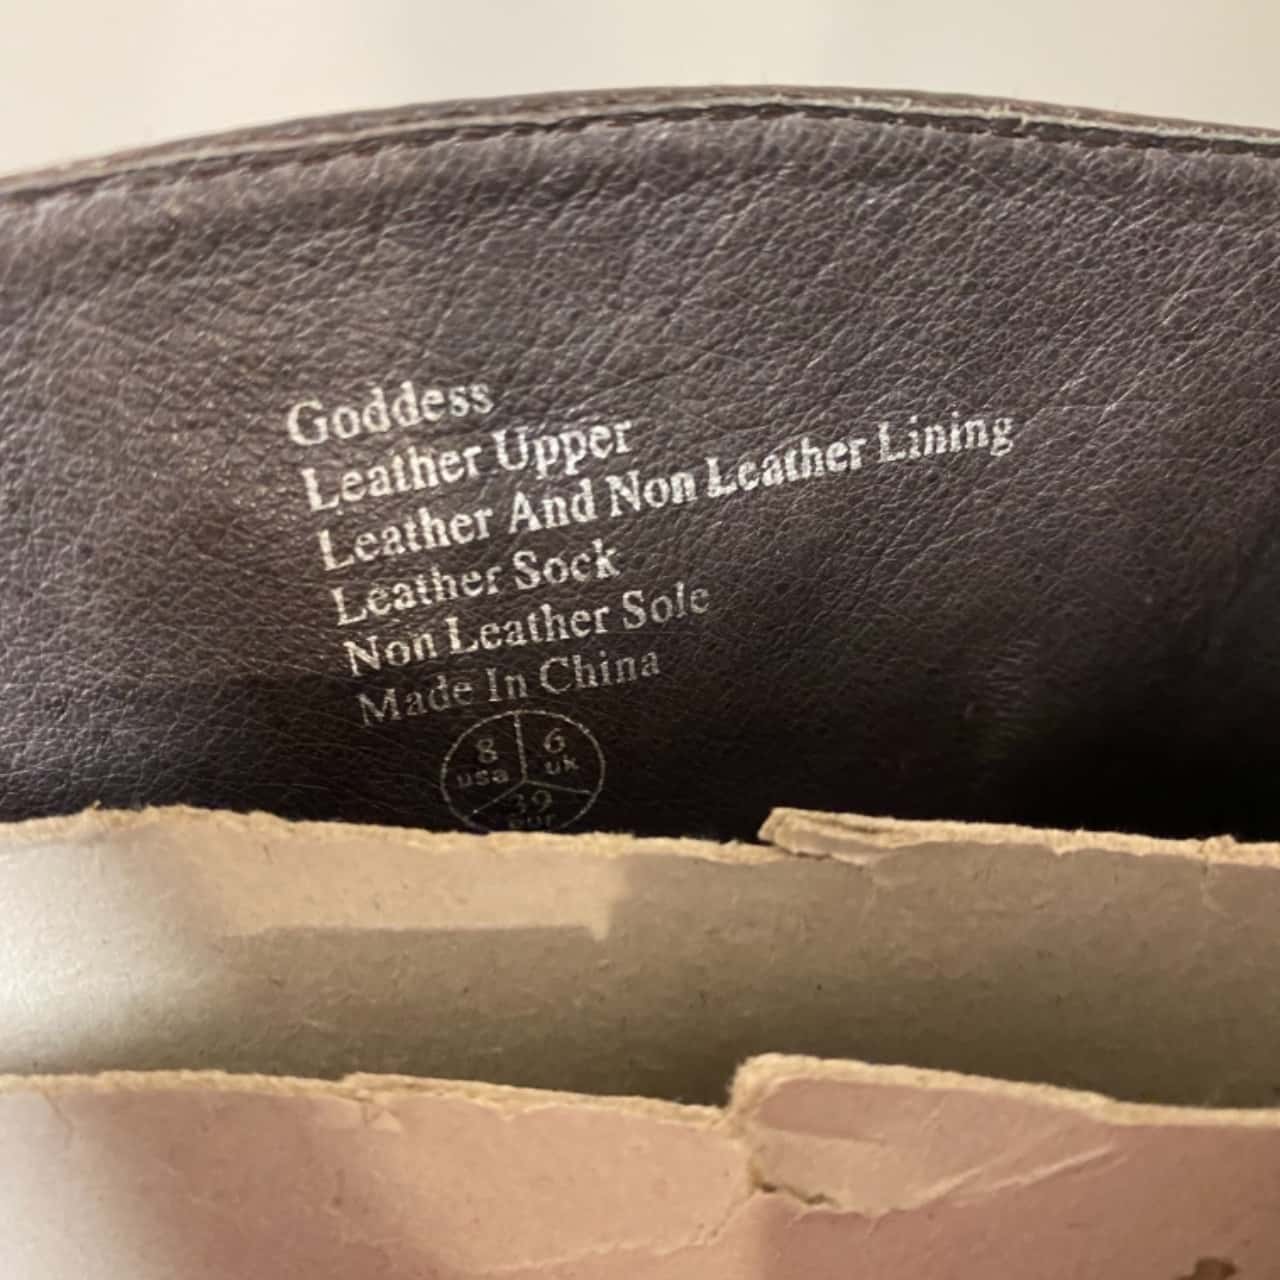 Goddess
Leather Upper
Leather And Non Leather Lining
Leather Sock
Non Leather Sole
Made In China
8 6
usa uk
39
eur